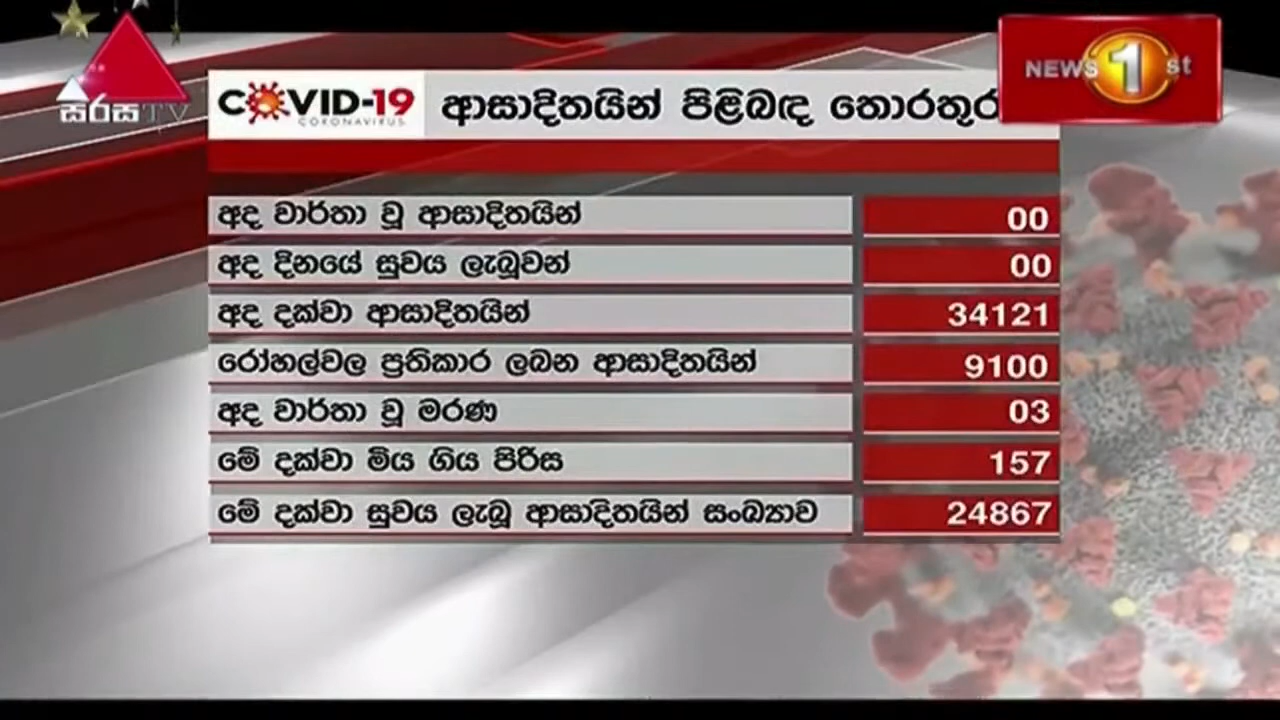 සිරස TV
NEWS 1st
COVID-19 ආසාදිතයින් පිළිබඳ තොරතුර
CORONAVIRUS
අද වාර්තා වූ ආසාදිතයින් 00
අද දිනයේ සුවය ලැබූවන් 00
අද දක්වා ආසාදිතයින් 34121
රෝහල්වල ප්‍රතිකාර ලබන ආසාදිතයින් 9100
අද වාර්තා වූ මරණ 03
මේ දක්වා මිය ගිය පිරිස 157
මේ දක්වා සුවය ලැබූ ආසාදිතයින් සංඛ්‍යාව 24867